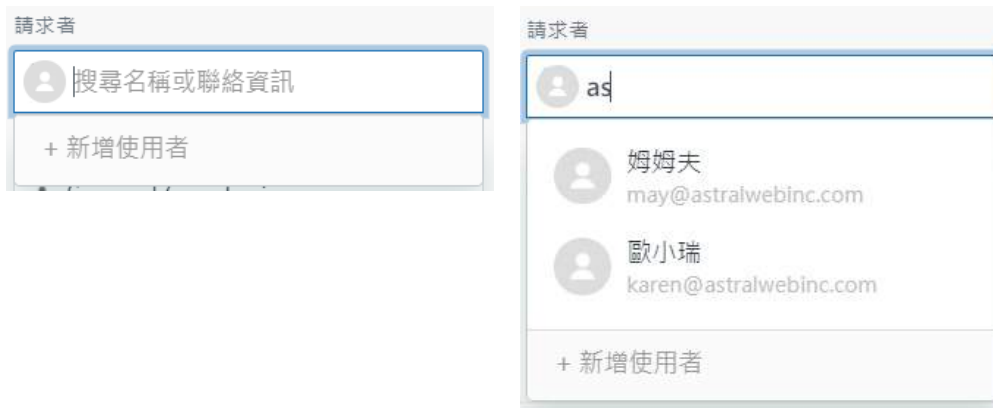 請求者
搜尋名稱或聯絡資訊
+ 新增使用者
請求者
as
姆姆夫
may@astralwebinc.com
歐小瑞
karen@astralwebinc.com
+ 新增使用者